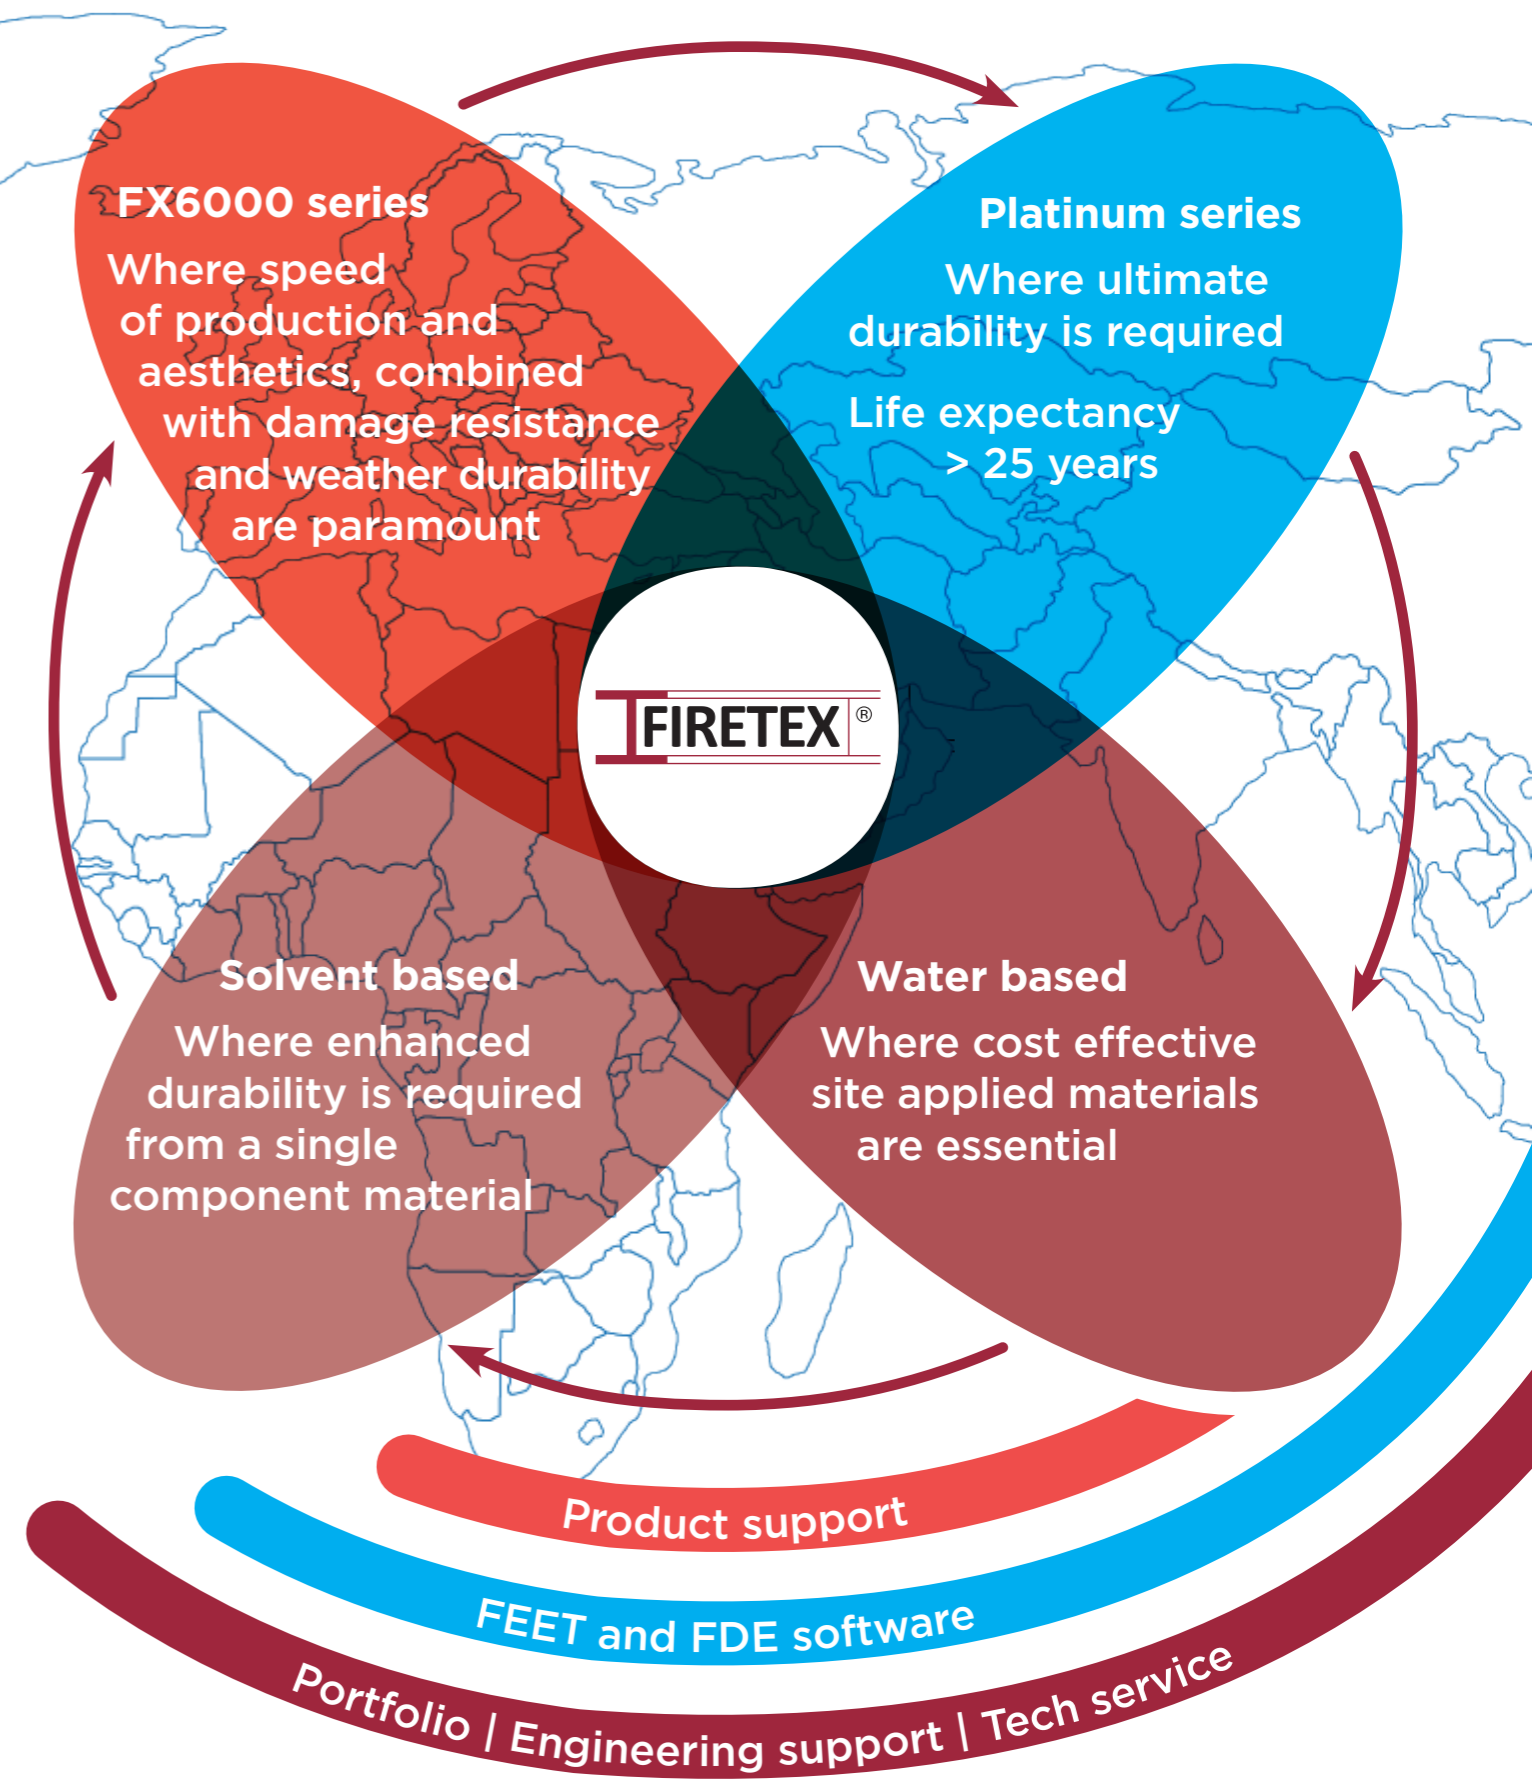 FX6000 series
Where speed
of production and
aesthetics, combined
with damage resistance
and weather durability
are paramount
Platinum series
Where ultimate
durability is required
Life expectancy
> 25 years
FIRETEX ®
Solvent based
Where enhanced
durability is required
from a single
component material
Water based
Where cost effective
site applied materials
are essential
Product support
FEET and FDE software
Portfolio | Engineering support | Tech service